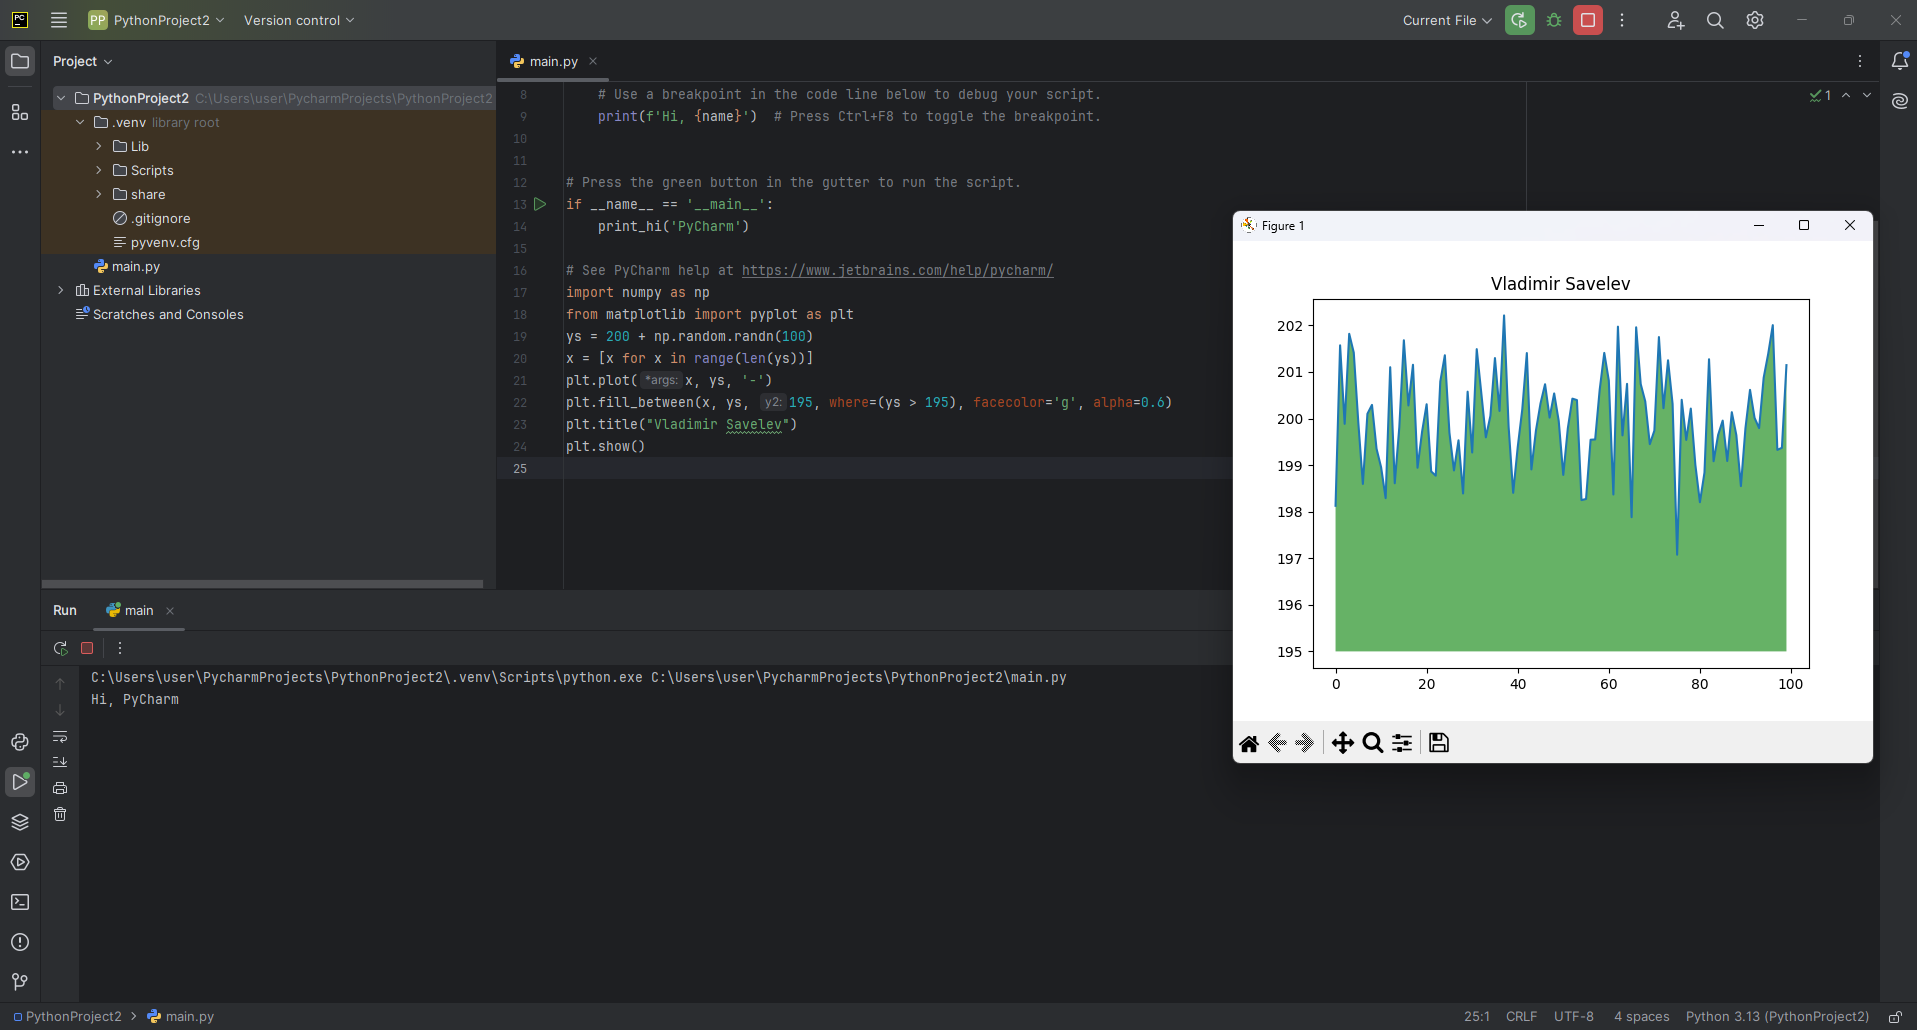 PC
PP PythonProject2 Version control
Current File
Project
main.py
PythonProject2 C:\Users\user\PycharmProjects\PythonProject2
.venv library root
Lib
Scripts
share
.gitignore
pyvenv.cfg
main.py
External Libraries
Scratches and Consoles
8 # Use a breakpoint in the code line below to debug your script.
9 print(f'Hi, {name}') # Press Ctrl+F8 to toggle the breakpoint.
10
11
12 # Press the green button in the gutter to run the script.
13 if __name__ == '__main__':
14 print_hi('PyCharm')
15
16 # See PyCharm help at https://www.jetbrains.com/help/pycharm/
17 import numpy as np
18 from matplotlib import pyplot as plt
19 ys = 200 + np.random.randn(100)
20 x = [x for x in range(len(ys))]
21 plt.plot( *args: x, ys, '-')
22 plt.fill_between(x, ys, y2: 195, where=(ys > 195), facecolor='g', alpha=0.6)
23 plt.title("Vladimir Savelev")
24 plt.show()
25
1
Figure 1
Vladimir Savelev
202
201
200
199
198
197
196
195
0 20 40 60 80 100
Run main
C:\Users\user\PycharmProjects\PythonProject2\.venv\Scripts\python.exe C:\Users\user\PycharmProjects\PythonProject2\main.py
Hi, PyCharm
PythonProject2 > main.py
25:1 CRLF UTF-8 4 spaces Python 3.13 (PythonProject2)